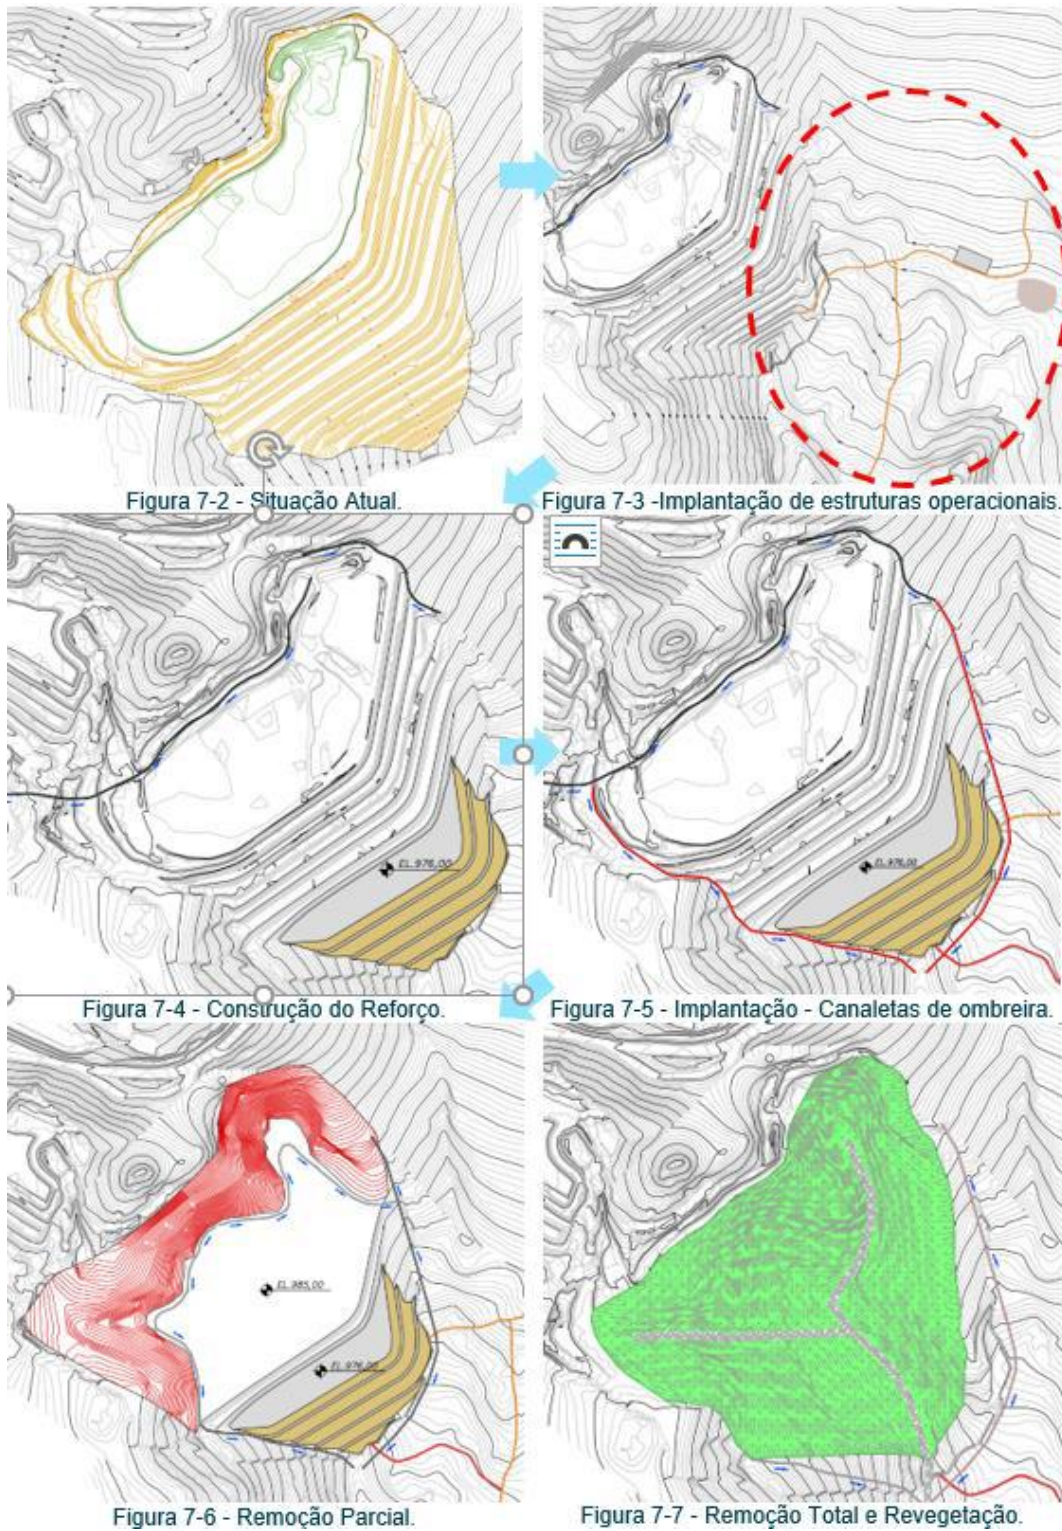 Figura 7-2 - Situação Atual.
Figura 7-3 -Implantação de estruturas operacionais.
EL.976,00
EL.976,00
Figura 7-4 - Construção do Reforço.
Figura 7-5 - Implantação - Canaletas de ombreira.
EL.985,00
EL.976,00
Figura 7-6 - Remoção Parcial.
Figura 7-7 - Remoção Total e Revegetação.